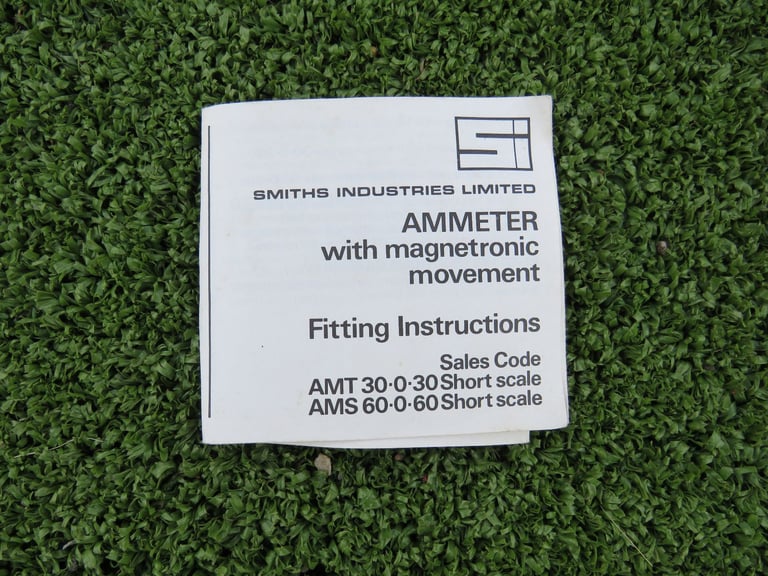 Si
SMITHS INDUSTRIES LIMITED
AMMETER
with magnetronic
movement
Fitting Instructions
Sales Code
AMT 30·0·30 Short scale
AMS 60·0·60 Short scale